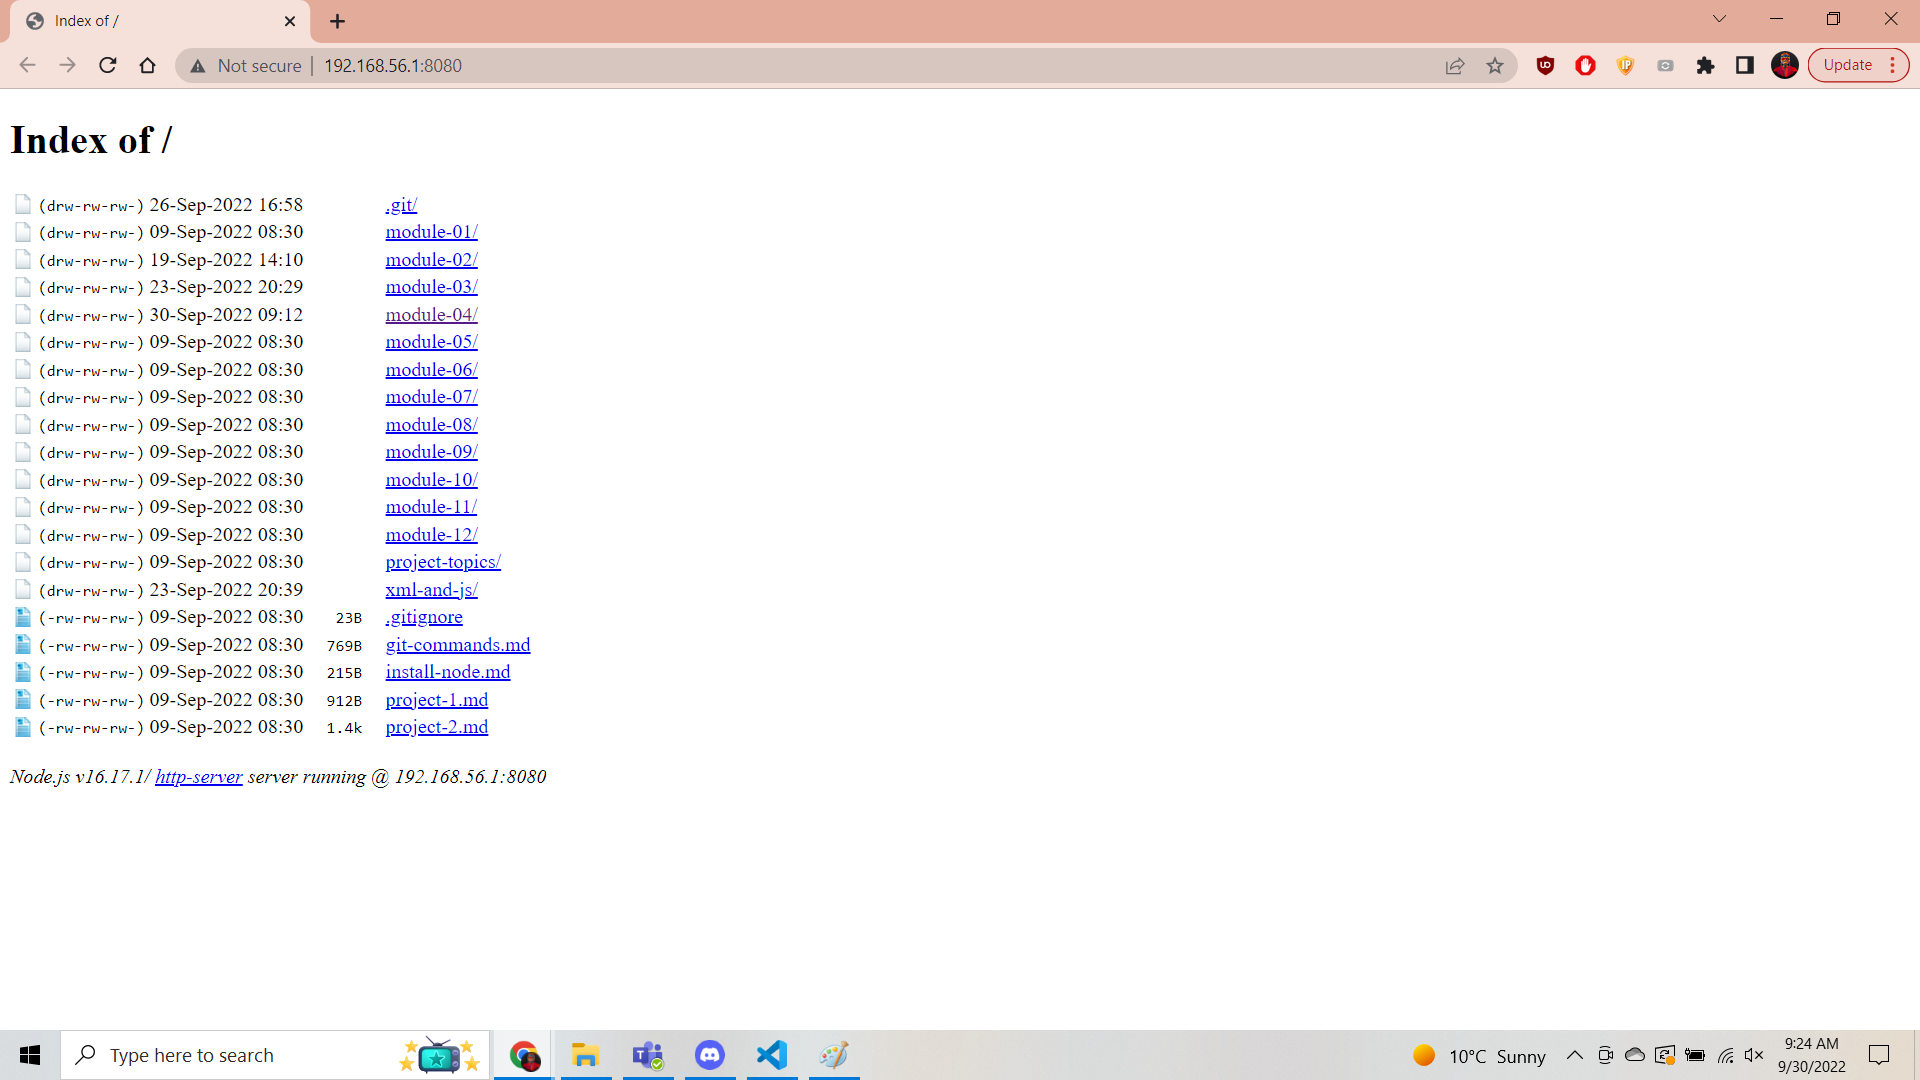 Index of /
Not secure
192.168.56.1:8080
Update
Index of /
(drw-rw-rw-) 26-Sep-2022 16:58 .git/
(drw-rw-rw-) 09-Sep-2022 08:30 module-01/
(drw-rw-rw-) 19-Sep-2022 14:10 module-02/
(drw-rw-rw-) 23-Sep-2022 20:29 module-03/
(drw-rw-rw-) 30-Sep-2022 09:12 module-04/
(drw-rw-rw-) 09-Sep-2022 08:30 module-05/
(drw-rw-rw-) 09-Sep-2022 08:30 module-06/
(drw-rw-rw-) 09-Sep-2022 08:30 module-07/
(drw-rw-rw-) 09-Sep-2022 08:30 module-08/
(drw-rw-rw-) 09-Sep-2022 08:30 module-09/
(drw-rw-rw-) 09-Sep-2022 08:30 module-10/
(drw-rw-rw-) 09-Sep-2022 08:30 module-11/
(drw-rw-rw-) 09-Sep-2022 08:30 module-12/
(drw-rw-rw-) 09-Sep-2022 08:30 project-topics/
(drw-rw-rw-) 23-Sep-2022 20:39 xml-and-js/
(-rw-rw-rw-) 09-Sep-2022 08:30 23B .gitignore
(-rw-rw-rw-) 09-Sep-2022 08:30 769B git-commands.md
(-rw-rw-rw-) 09-Sep-2022 08:30 215B install-node.md
(-rw-rw-rw-) 09-Sep-2022 08:30 912B project-1.md
(-rw-rw-rw-) 09-Sep-2022 08:30 1.4k project-2.md
Node.js v16.17.1/ http-server server running @ 192.168.56.1:8080
Type here to search
10°C Sunny
9:24 AM
9/30/2022